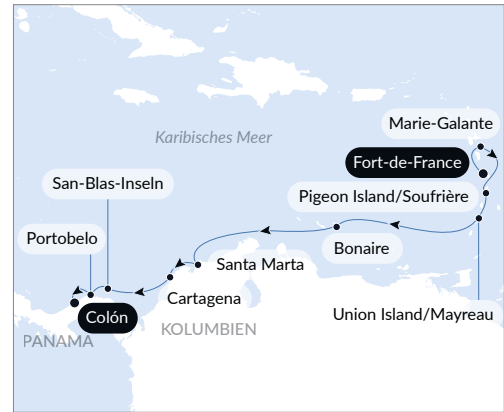 Marie-Galante
Karibisches Meer
Fort-de-France
San-Blas-Inseln
Pigeon Island/Soufrière
Portobelo
Bonaire
Santa Marta
Cartagena
Union Island/Mayreau
Colón
KOLUMBIEN
PANAMA